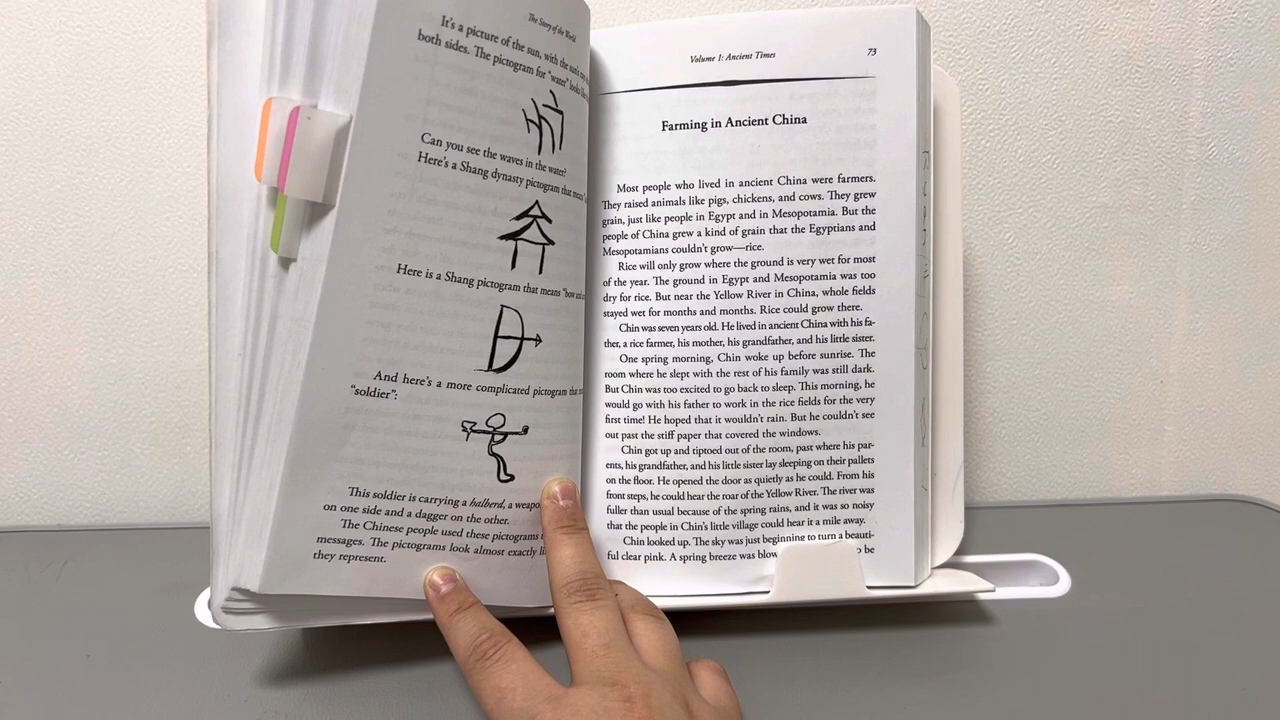 The Story of the World
It's a picture of the sun, with the sun's
both sides. The pictogram for "water" looks
Can you see the waves in the water?
Here's a Shang dynasty pictogram that
Here is a Shang pictogram that means "bow
And here's a more complicated pictogram
"soldier":
This soldier is carrying a halberd, a
on one side and a dagger on the other.
The Chinese people used these pictograms
messages. The pictograms look almost exactly
they represent.
Volume 1: Ancient Times 73
Farming in Ancient China
Most people who lived in ancient China were farmers.
They raised animals like pigs, chickens, and cows. They grew
grain, just like people in Egypt and in Mesopotamia. But the
people of China grew a kind of grain that the Egyptians and
Mesopotamians couldn't grow—rice.
Rice will only grow where the ground is very wet for most
of the year. The ground in Egypt and Mesopotamia was too
dry for rice. But near the Yellow River in China, whole fields
stayed wet for months and months. Rice could grow there.
Chin was seven years old. He lived in ancient China with his fa-
ther, a rice farmer, his mother, his grandfather, and his little sister.
One spring morning, Chin woke up before sunrise. The
room where he slept with the rest of his family was still dark.
But Chin was too excited to go back to sleep. This morning, he
would go with his father to work in the rice fields for the very
first time! He hoped that it wouldn't rain. But he couldn't see
out past the stiff paper that covered the windows.
Chin got up and tiptoed out of the room, past where his par-
ents, his grandfather, and his little sister lay sleeping on their pallets
on the floor. He opened the door as quietly as he could. From his
front steps, he could hear the roar of the Yellow River. The river was
fuller than usual because of the spring rains, and it was so noisy
that the people in Chin's little village could hear it a mile away.
Chin looked up. The sky was just beginning to turn a beauti-
ful clear pink. A spring breeze was be